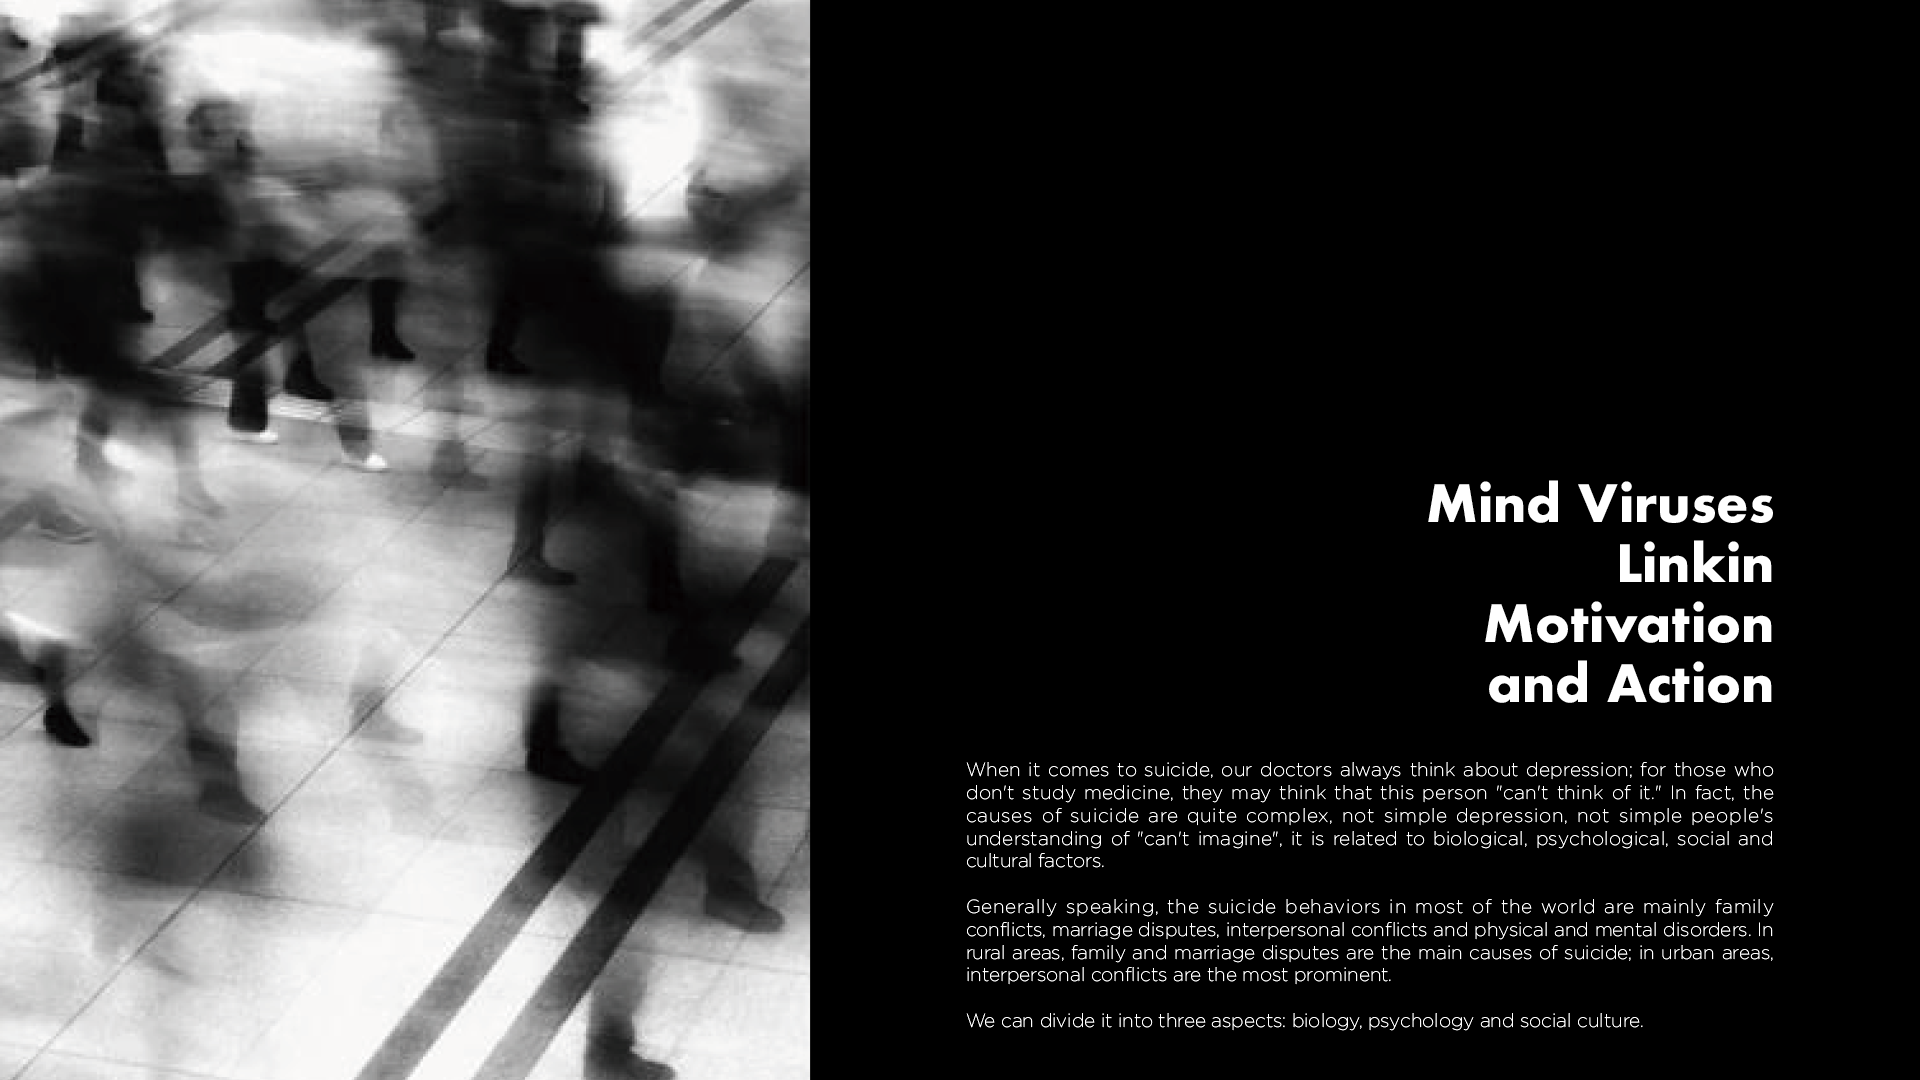 Mind Viruses
Linkin
Motivation
and Action
When it comes to suicide, our doctors always think about depression; for those who
don't study medicine, they may think that this person "can't think of it." In fact, the
causes of suicide are quite complex, not simple depression, not simple people's
understanding of "can't imagine", it is related to biological, psychological, social and
cultural factors.
Generally speaking, the suicide behaviors in most of the world are mainly family
conflicts, marriage disputes, interpersonal conflicts and physical and mental disorders. In
rural areas, family and marriage disputes are the main causes of suicide; in urban areas,
interpersonal conflicts are the most prominent.
We can divide it into three aspects: biology, psychology and social culture.